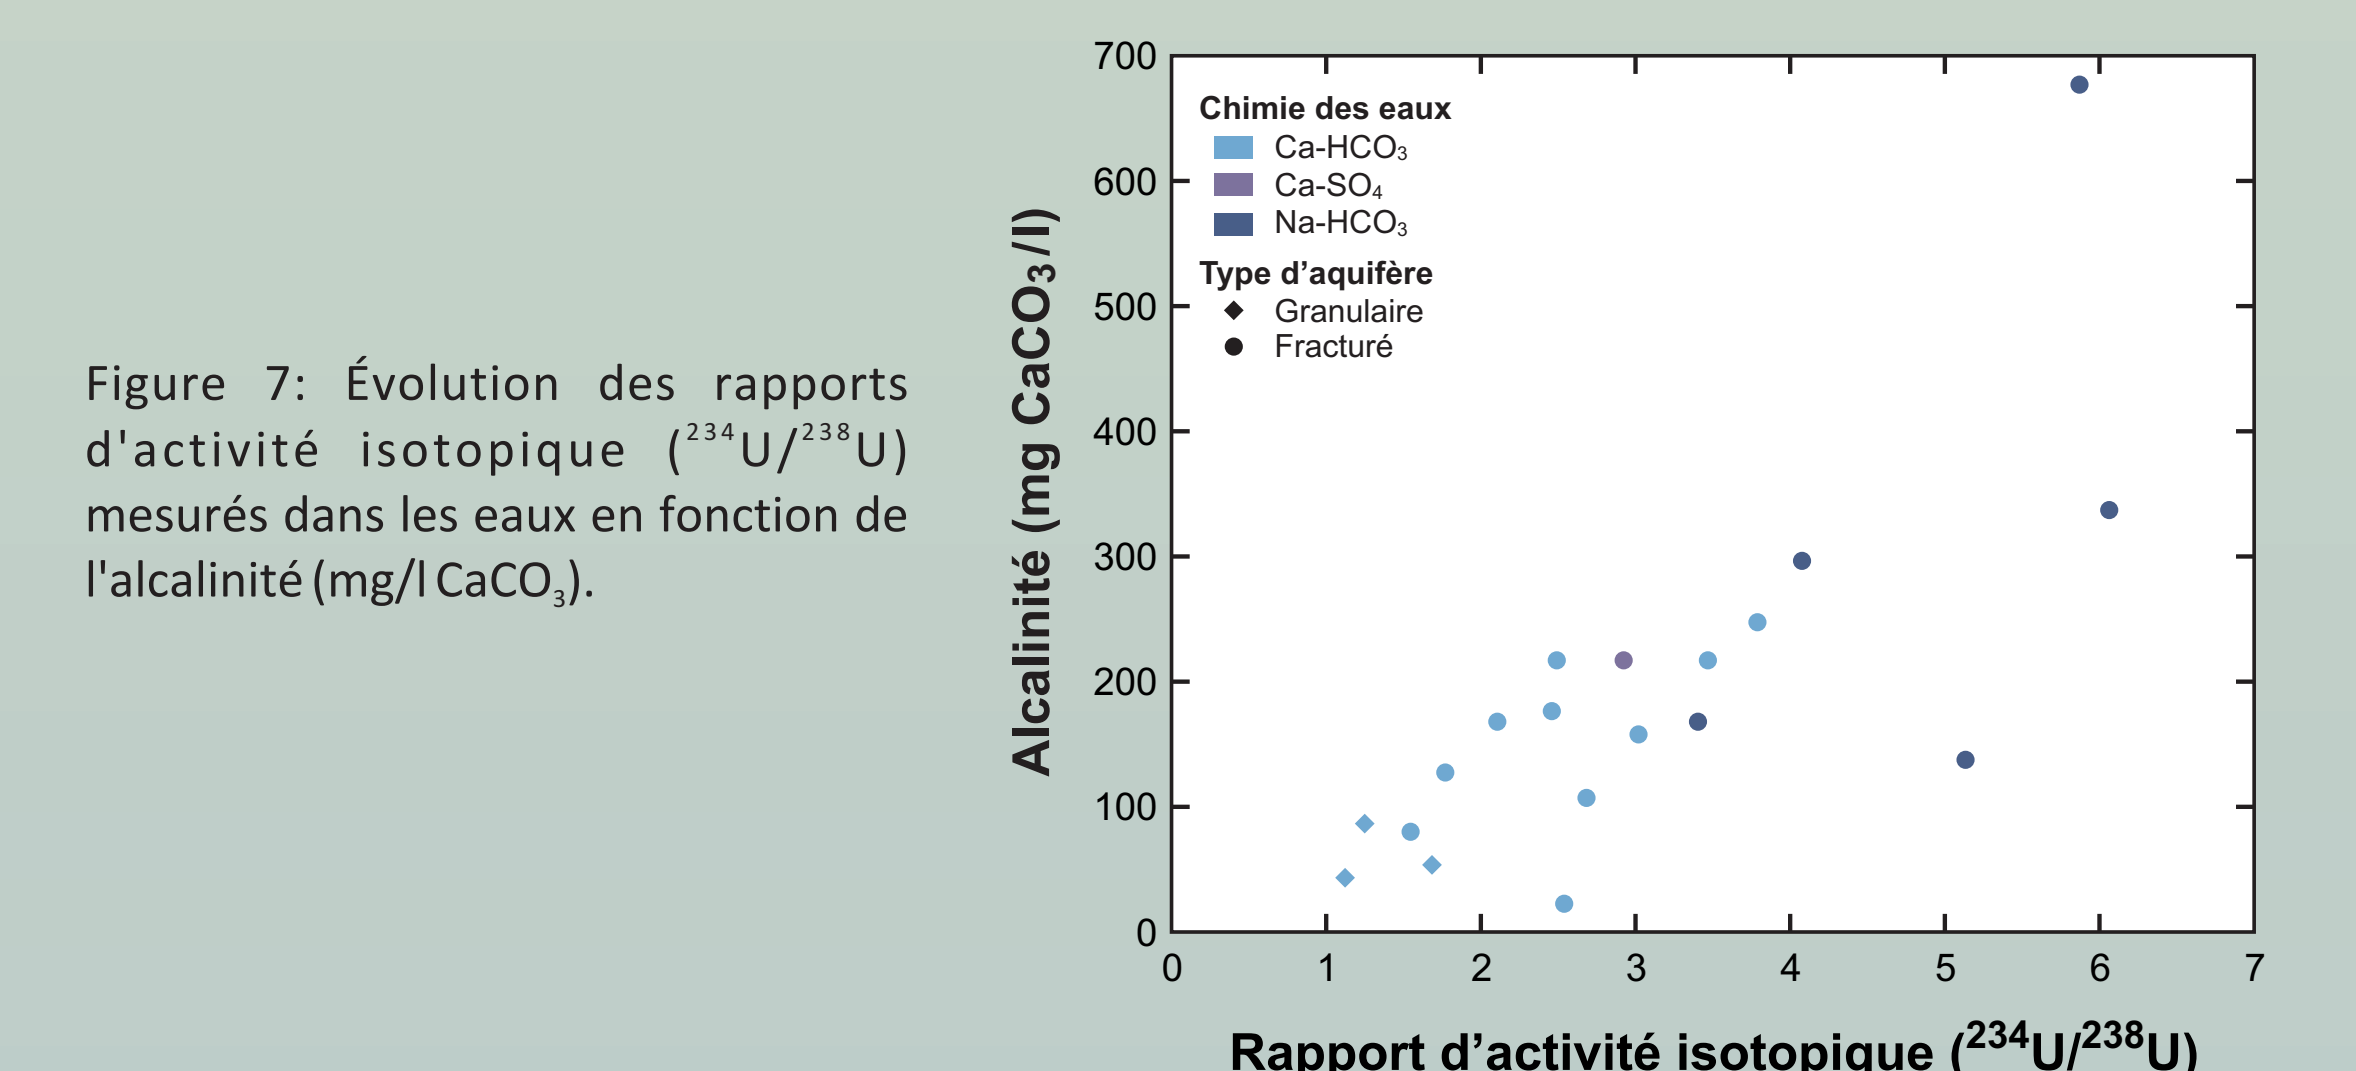 Figure 7: Évolution des rapports
d'activité isotopique (²³⁴U/²³⁸U)
mesurés dans les eaux en fonction de
l'alcalinité (mg/l CaCO₃).
Alcalinité (mg CaCO₃/l)
700
600
500
400
300
200
100
0
Chimie des eaux
Ca-HCO₃
Ca-SO₄
Na-HCO₃
Type d’aquifère
Granulaire
Fracturé
0 1 2 3 4 5 6 7
Rapport d’activité isotopique (²³⁴U/²³⁸U)